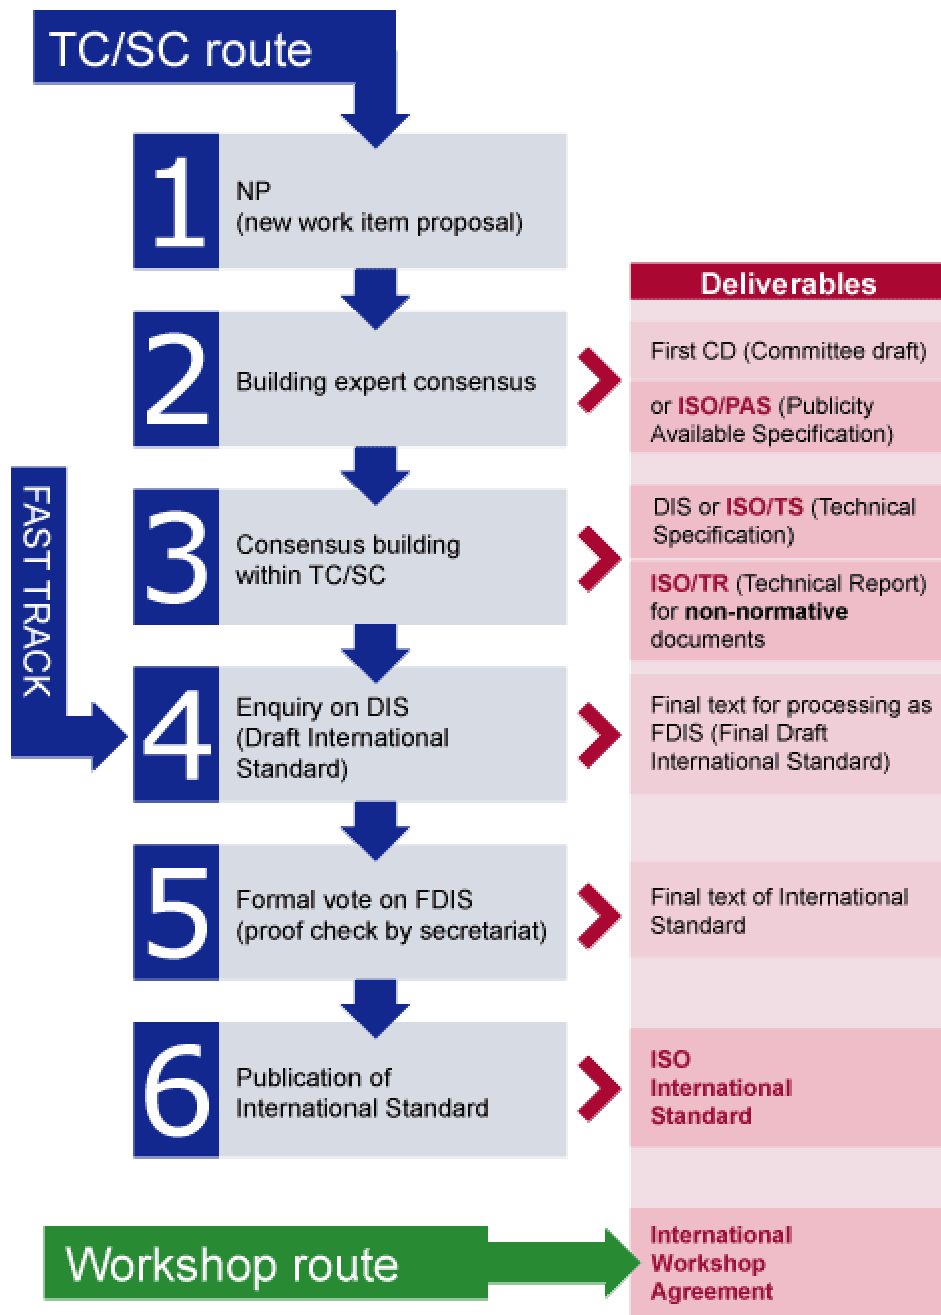 TC/SC route
1
NP
(new work item proposal)
Deliverables
2
Building expert consensus
First CD (Committee draft)
or ISO/PAS (Publicity
Available Specification)
FAST TRACK
3
Consensus building
within TC/SC
DIS or ISO/TS (Technical
Specification)
ISO/TR (Technical Report)
for non-normative
documents
4
Enquiry on DIS
(Draft International
Standard)
Final text for processing as
FDIS (Final Draft
International Standard)
5
Formal vote on FDIS
(proof check by secretariat)
Final text of International
Standard
6
Publication of
International Standard
ISO
International
Standard
Workshop route
International
Workshop
Agreement